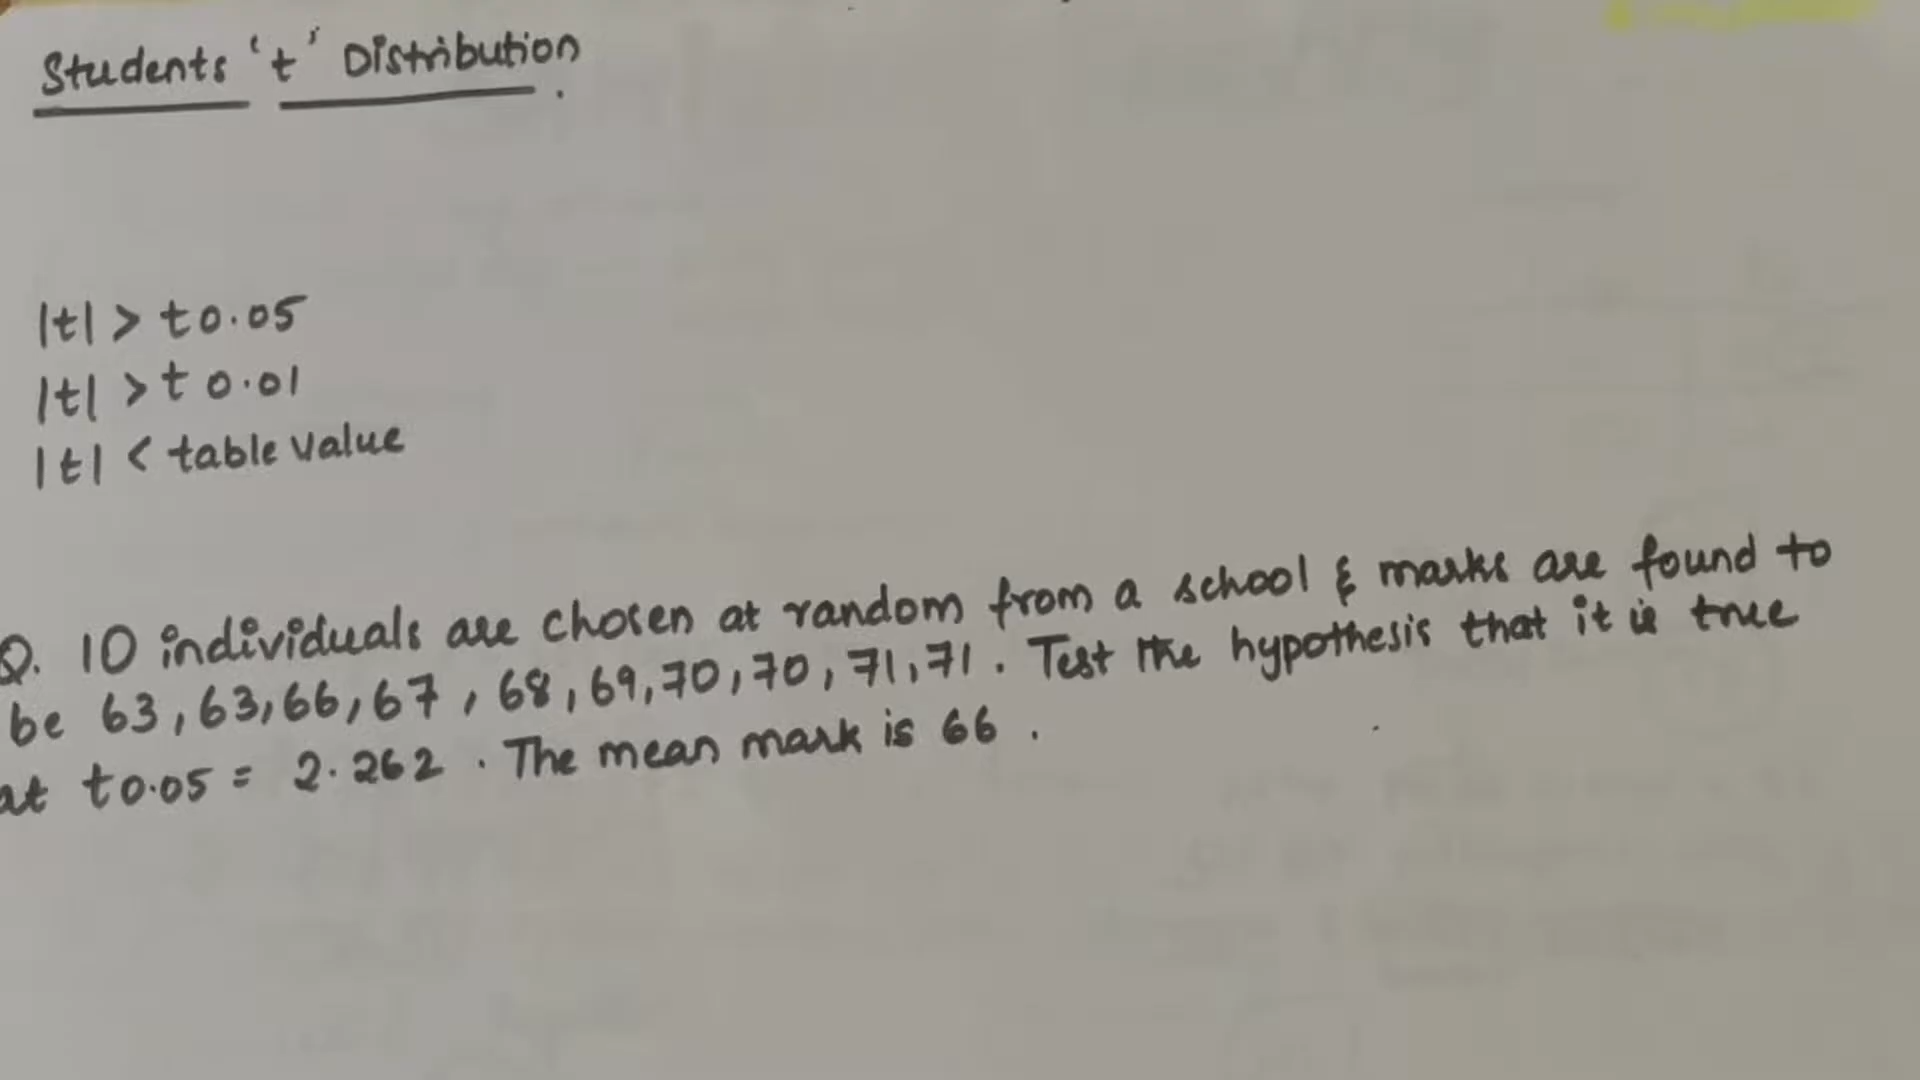 Students 't' Distribution.
|t| > t0.05
|t| > t0.01
|t| < table value
Q. 10 individuals are chosen at random from a school & marks are found to
be 63, 63, 66, 67, 68, 69, 70, 70, 71, 71. Test the hypothesis that it is true
at t0.05 = 2.262. The mean mark is 66.